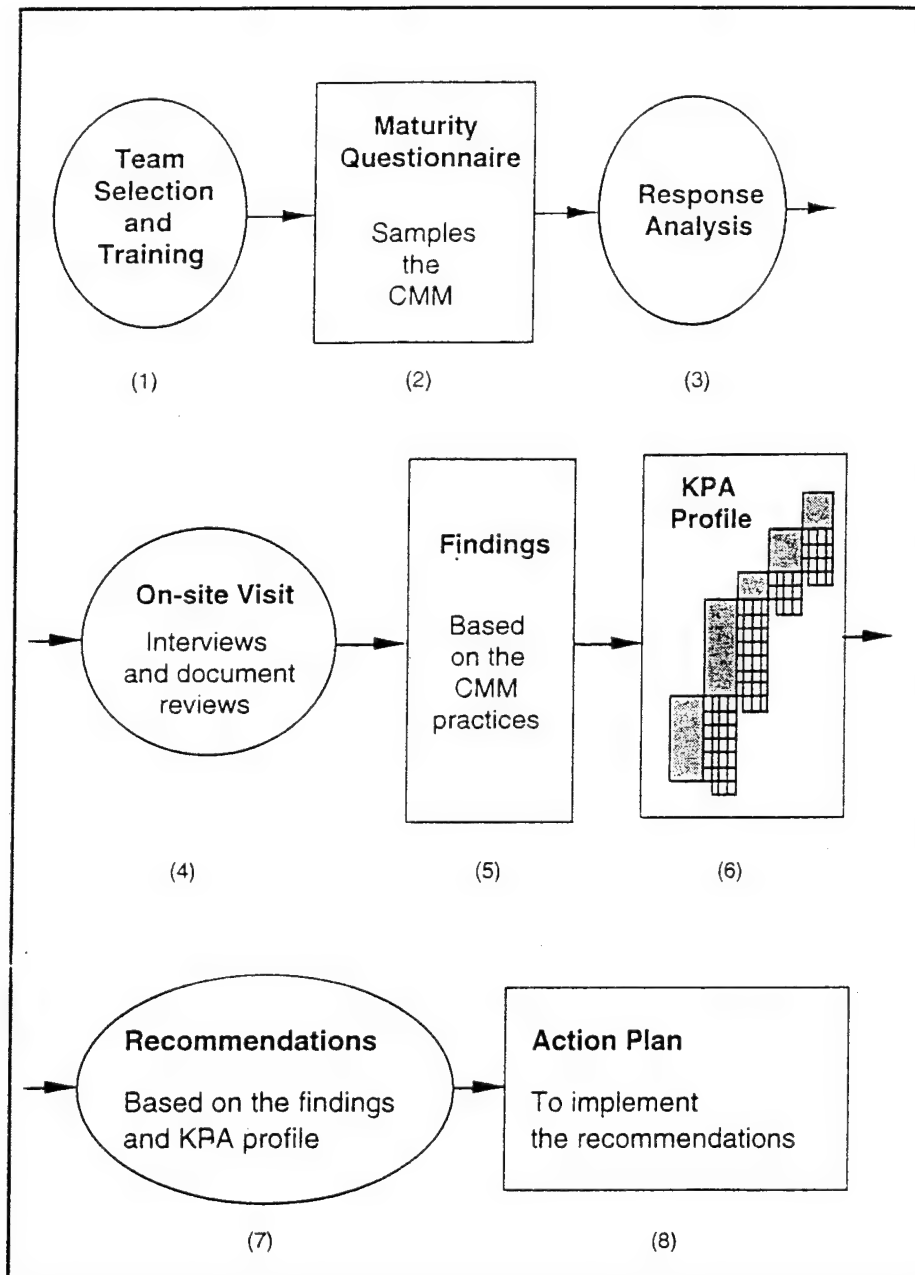 Team
Selection
and
Training
(1)
Maturity
Questionnaire
Samples
the
CMM
(2)
Response
Analysis
(3)
On-site Visit
Interviews
and document
reviews
(4)
Findings
Based
on the
CMM
practices
(5)
KPA
Profile
(6)
Recommendations
Based on the findings
and KPA profile
(7)
Action Plan
To implement
the recommendations
(8)